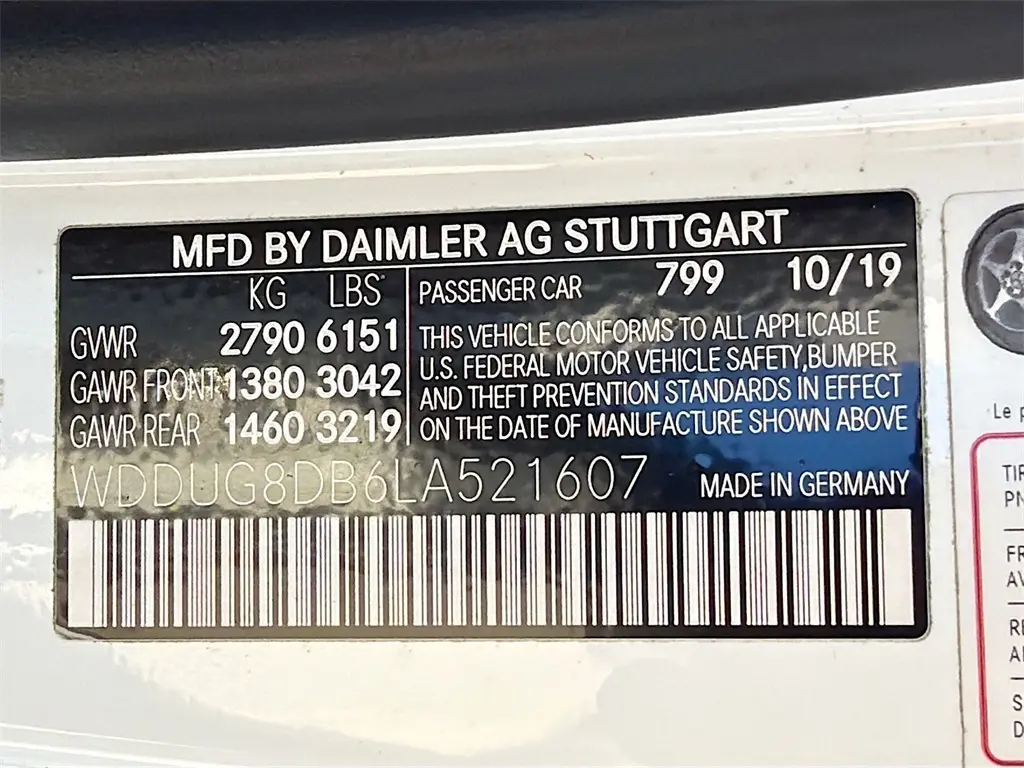 MFD BY DAIMLER AG STUTTGART
KG LBS
GVWR 2790 6151
GAWR FRONT 1380 3042
GAWR REAR 1460 3219
PASSENGER CAR 799 10/19
THIS VEHICLE CONFORMS TO ALL APPLICABLE
U.S. FEDERAL MOTOR VEHICLE SAFETY, BUMPER
AND THEFT PREVENTION STANDARDS IN EFFECT
ON THE DATE OF MANUFACTURE SHOWN ABOVE
WDDUG8DB6LA521607 MADE IN GERMANY
Le